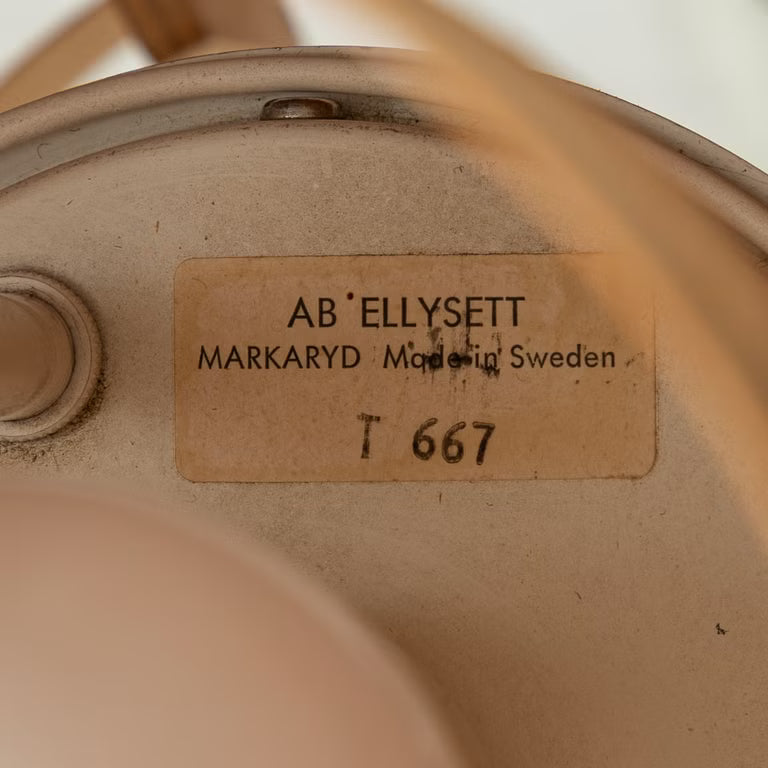 AB ELLYSETT
MARKARYD Made in Sweden
T 667